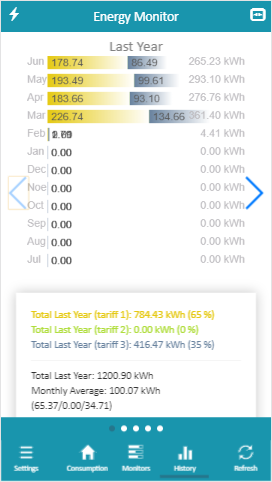 Energy Monitor
Last Year
Jun 178.74 86.49 265.23 kWh
May 193.49 99.61 293.10 kWh
Apr 183.66 93.10 276.76 kWh
Mar 226.74 134.66 361.40 kWh
Feb 4.41 kWh
Jan 0.00 0.00 kWh
Dec 0.00 0.00 kWh
Noe 0.00 0.00 kWh
Oct 0.00 0.00 kWh
Sep 0.00 0.00 kWh
Aug 0.00 0.00 kWh
Jul 0.00 0.00 kWh
Total Last Year (tariff 1): 784.43 kWh (65 %)
Total Last Year (tariff 2): 0.00 kWh (0 %)
Total Last Year (tariff 3): 416.47 kWh (35 %)
Total Last Year: 1200.90 kWh
Monthly Average: 100.07 kWh
(65.37/0.00/34.71)
Settings Consumption Monitors History Refresh